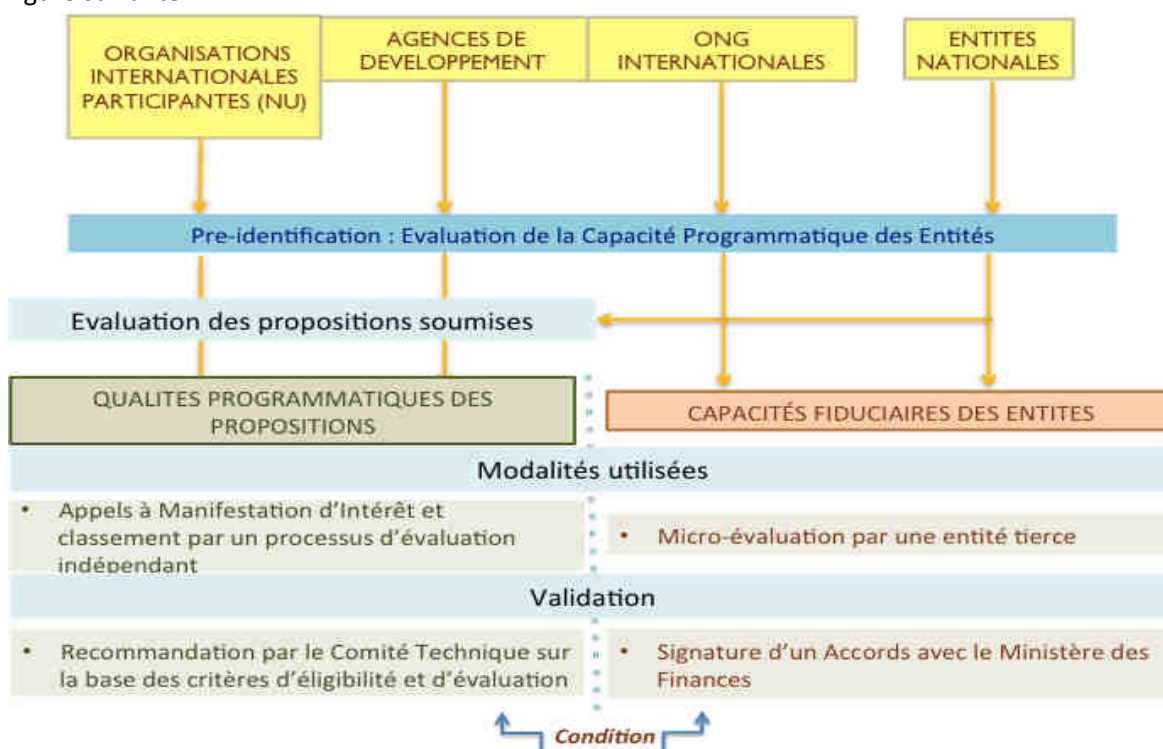 ORGANISATIONS
INTERNATIONALES
PARTICIPANTES (NU)
AGENCES DE
DEVELOPPEMENT
ONG
INTERNATIONALES
ENTITES
NATIONALES
Pre-identification : Evaluation de la Capacité Programmatique des Entités
Evaluation des propositions soumises
QUALITES PROGRAMMATIQUES DES
PROPOSITIONS
CAPACITÉS FIDUCIAIRES DES ENTITES
Modalités utilisées
• Appels à Manifestation d'Intérêt et
classement par un processus d'évaluation
indépendant
• Micro-évaluation par une entité tierce
Validation
• Recommandation par le Comité Technique sur
la base des critères d'éligibilité et d'évaluation
• Signature d'un Accords avec le Ministère des
Finances
Condition